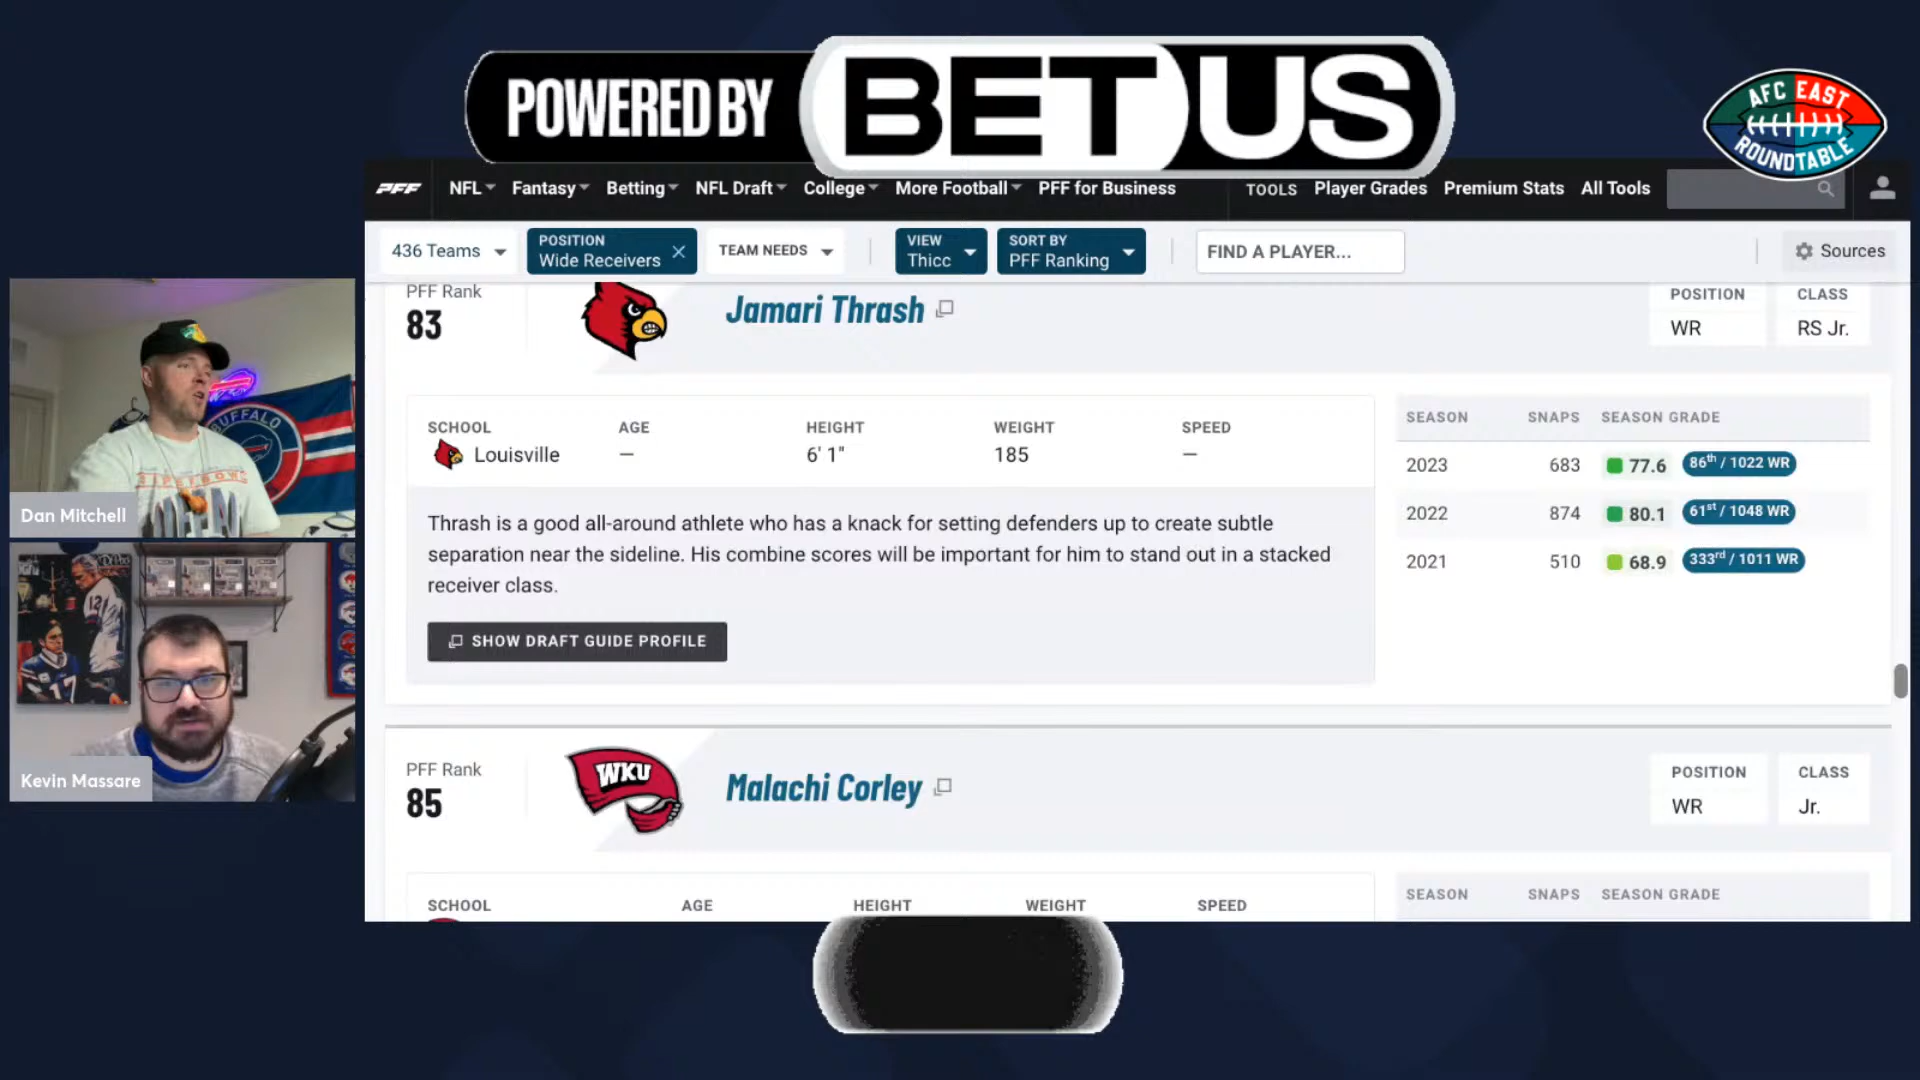 POWERED BY BETUS
AFC EAST
ROUNDTABLE
PFF NFL Fantasy Betting NFL Draft College More Football PFF for Business TOOLS Player Grades Premium Stats All Tools
436 Teams
POSITION
Wide Receivers
TEAM NEEDS
VIEW
Thicc
SORT BY
PFF Ranking
FIND A PLAYER...
Sources
PFF Rank
83
Jamari Thrash
POSITION
WR
CLASS
RS Jr.
SCHOOL AGE HEIGHT WEIGHT SPEED
Louisville — 6' 1" 185 —
Thrash is a good all-around athlete who has a knack for setting defenders up to create subtle
separation near the sideline. His combine scores will be important for him to stand out in a stacked
receiver class.
SHOW DRAFT GUIDE PROFILE
SEASON SNAPS SEASON GRADE
2023 683 77.6 86th / 1022 WR
2022 874 80.1 61st / 1048 WR
2021 510 68.9 333rd / 1011 WR
PFF Rank
85
WKU
Malachi Corley
POSITION
WR
CLASS
Jr.
SCHOOL AGE HEIGHT WEIGHT SPEED
SEASON SNAPS SEASON GRADE
BUFFALO
Dan Mitchell
12
17
Kevin Massare